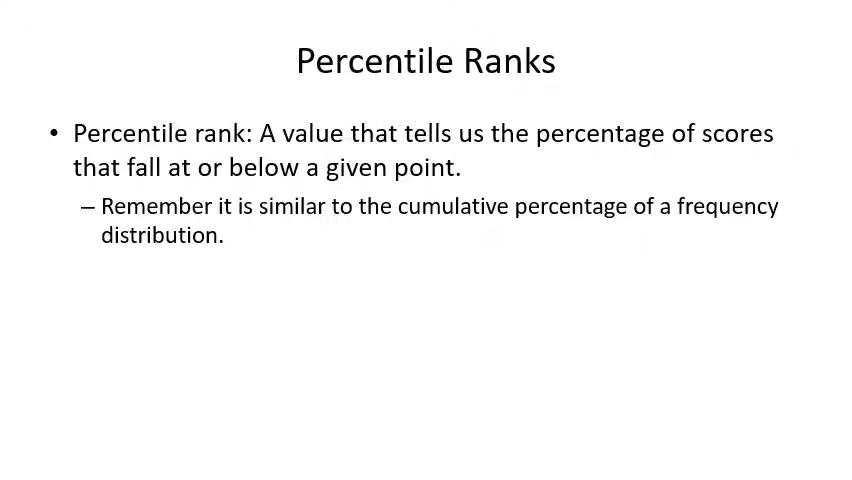 Percentile Ranks
• Percentile rank: A value that tells us the percentage of scores
that fall at or below a given point.
– Remember it is similar to the cumulative percentage of a frequency
distribution.